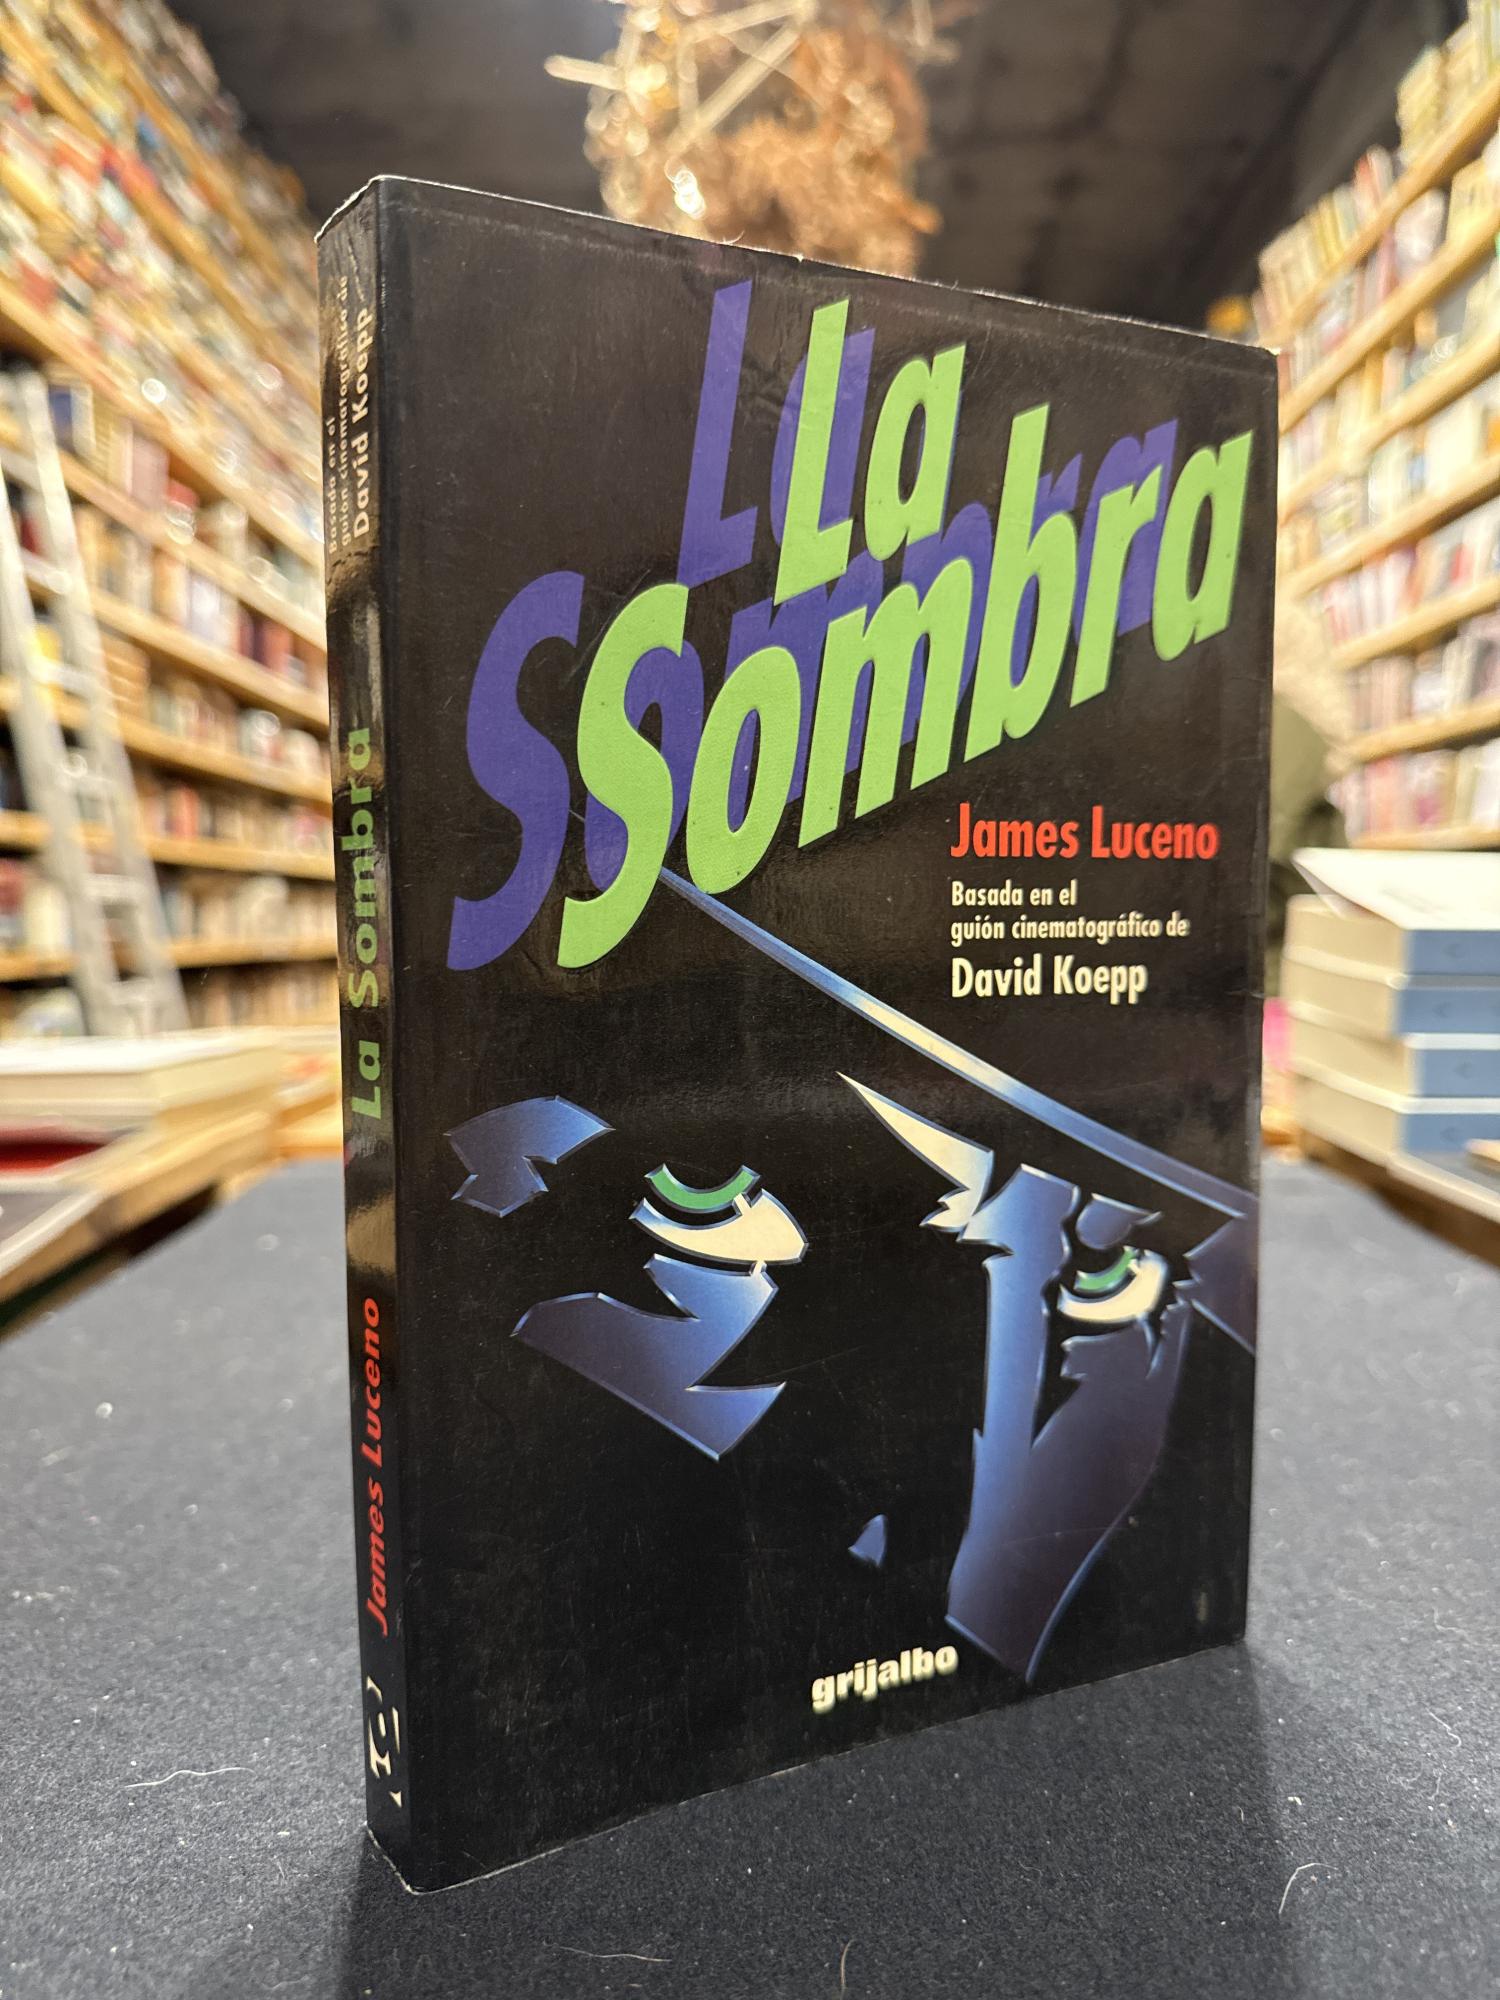 La
Sombra
James Luceno
Basada en el
guión cinematográfico de
David Koepp
grijalbo
Basada en el
guión cinematográfico de
David Koepp
La Sombra
James Luceno